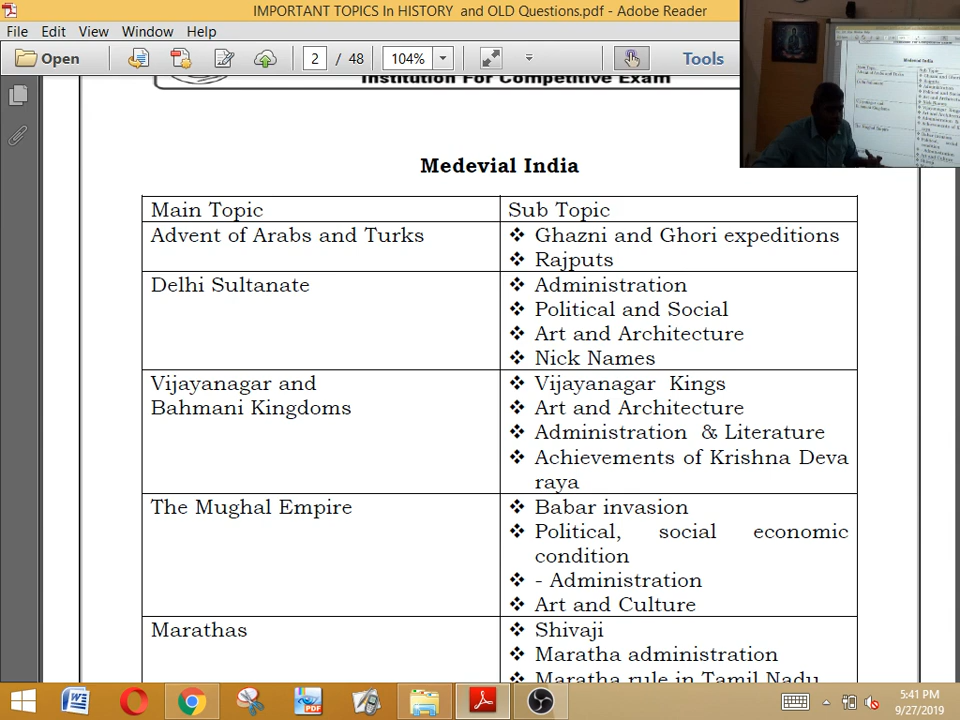 IMPORTANT TOPICS In HISTORY and OLD Questions.pdf - Adobe Reader
File Edit View Window Help
Open 2 / 48 104% Tools
Institution For Competitive Exam
Medevial India
Main Topic Sub Topic
Advent of Arabs and Turks ❖ Ghazni and Ghori expeditions
❖ Rajputs
Delhi Sultanate ❖ Administration
❖ Political and Social
❖ Art and Architecture
❖ Nick Names
Vijayanagar and ❖ Vijayanagar Kings
Bahmani Kingdoms ❖ Art and Architecture
❖ Administration & Literature
❖ Achievements of Krishna Deva
raya
The Mughal Empire ❖ Babar invasion
❖ Political, social economic
condition
❖ - Administration
❖ Art and Culture
Marathas ❖ Shivaji
❖ Maratha administration
❖ Maratha rule in Tamil Nadu
5:41 PM
9/27/2019